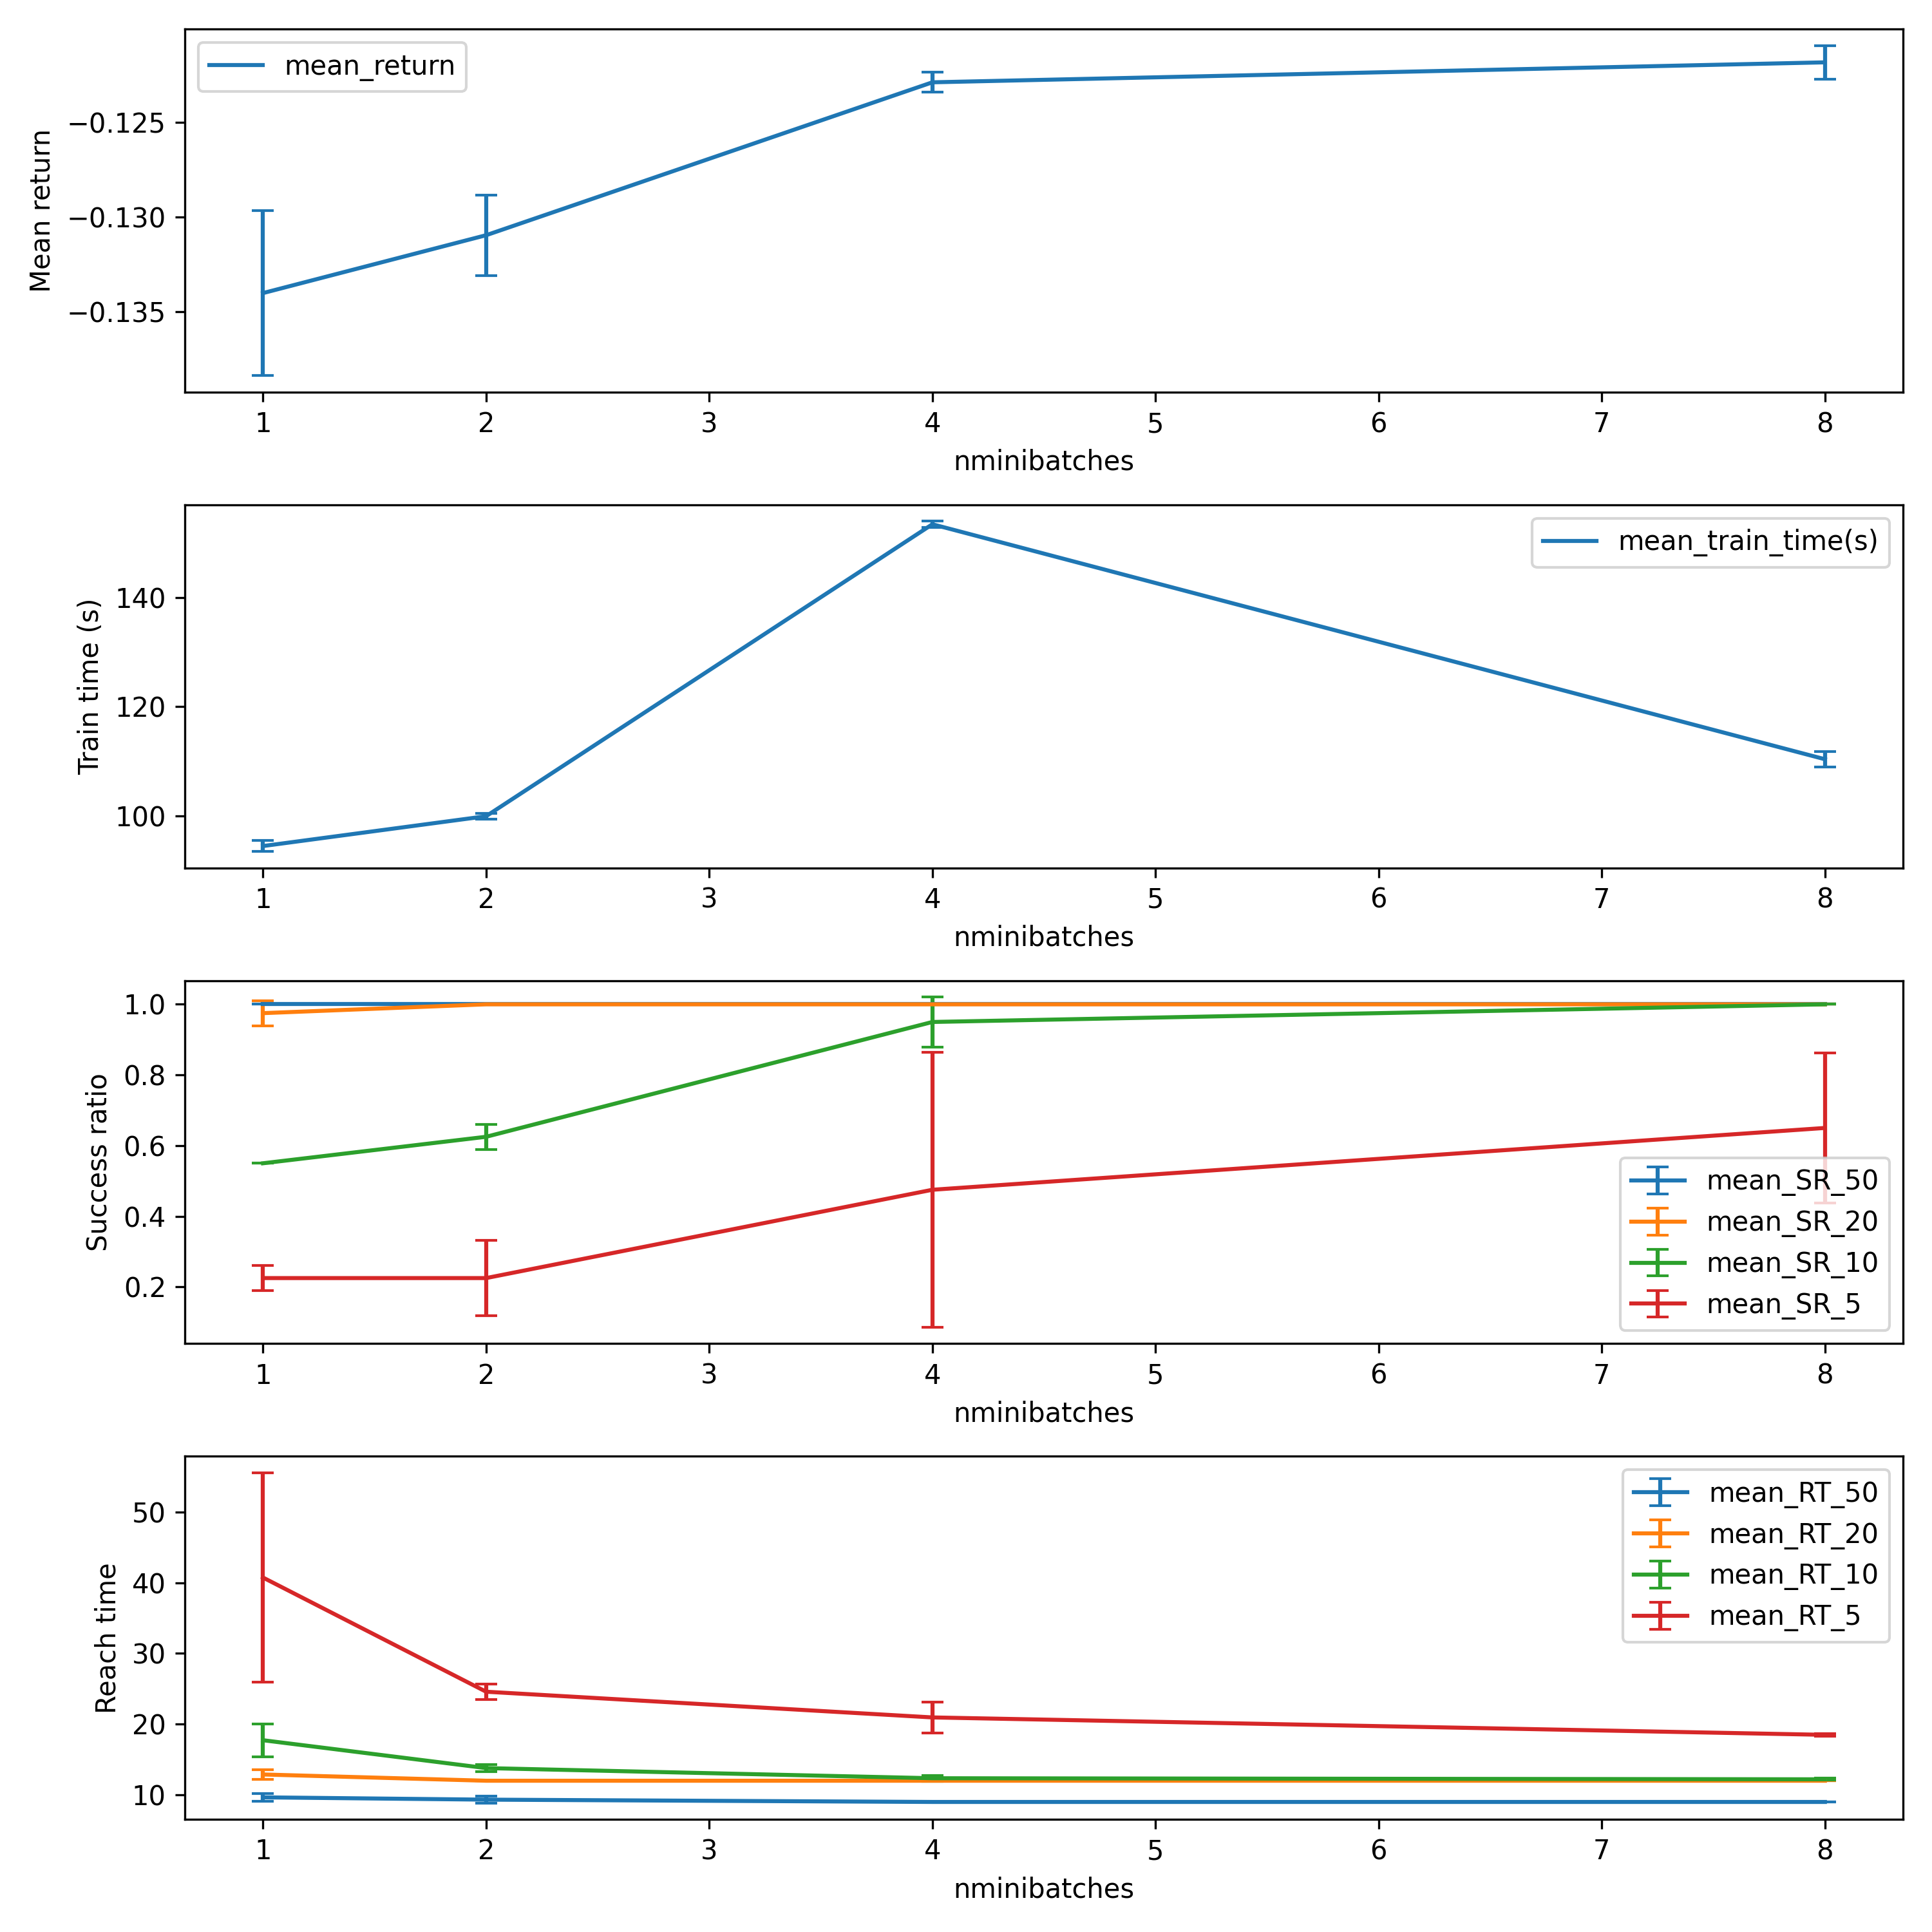 mean_return
Mean return
−0.125
−0.130
−0.135
1 2 3 4 5 6 7 8
nminibatches
mean_train_time(s)
Train time (s)
140
120
100
1 2 3 4 5 6 7 8
nminibatches
Success ratio
1.0
0.8
0.6
0.4
0.2
mean_SR_50
mean_SR_20
mean_SR_10
mean_SR_5
1 2 3 4 5 6 7 8
nminibatches
Reach time
50
40
30
20
10
mean_RT_50
mean_RT_20
mean_RT_10
mean_RT_5
1 2 3 4 5 6 7 8
nminibatches